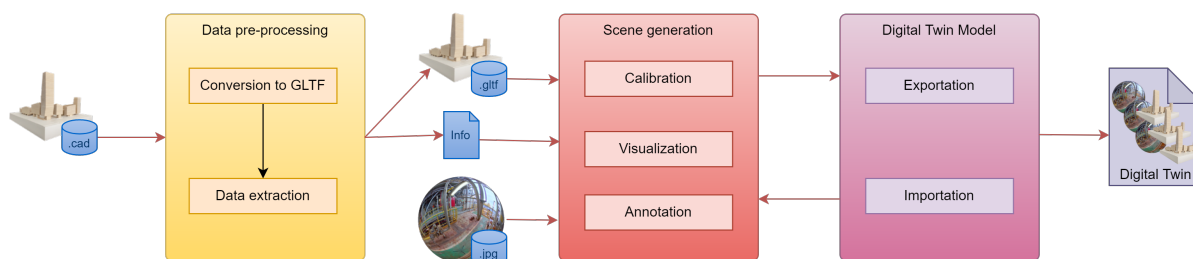 Data pre-processing
Conversion to GLTF
Data extraction
.cad
.gltf
Info
.jpg
Scene generation
Calibration
Visualization
Annotation
Digital Twin Model
Exportation
Importation
Digital Twin